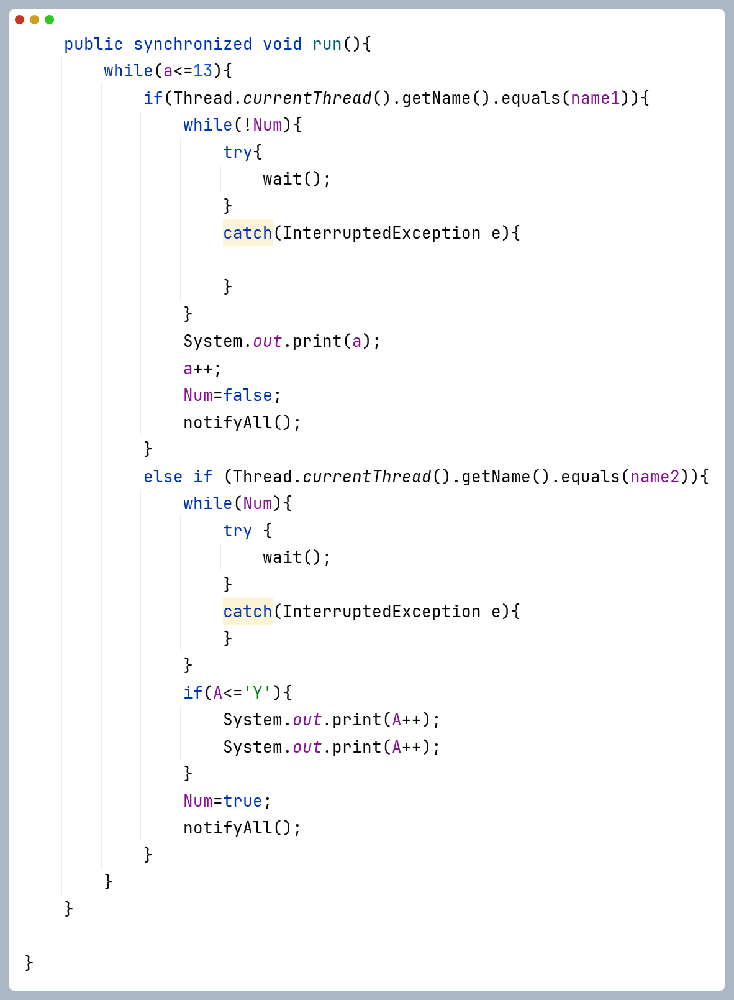 public synchronized void run(){
while(a<=13){
if(Thread.currentThread().getName().equals(name1)){
while(!Num){
try{
wait();
}
catch(InterruptedException e){
}
}
System.out.print(a);
a++;
Num=false;
notifyAll();
}
else if (Thread.currentThread().getName().equals(name2)){
while(Num){
try {
wait();
}
catch(InterruptedException e){
}
}
if(A<='Y'){
System.out.print(A++);
System.out.print(A++);
}
Num=true;
notifyAll();
}
}
}
}